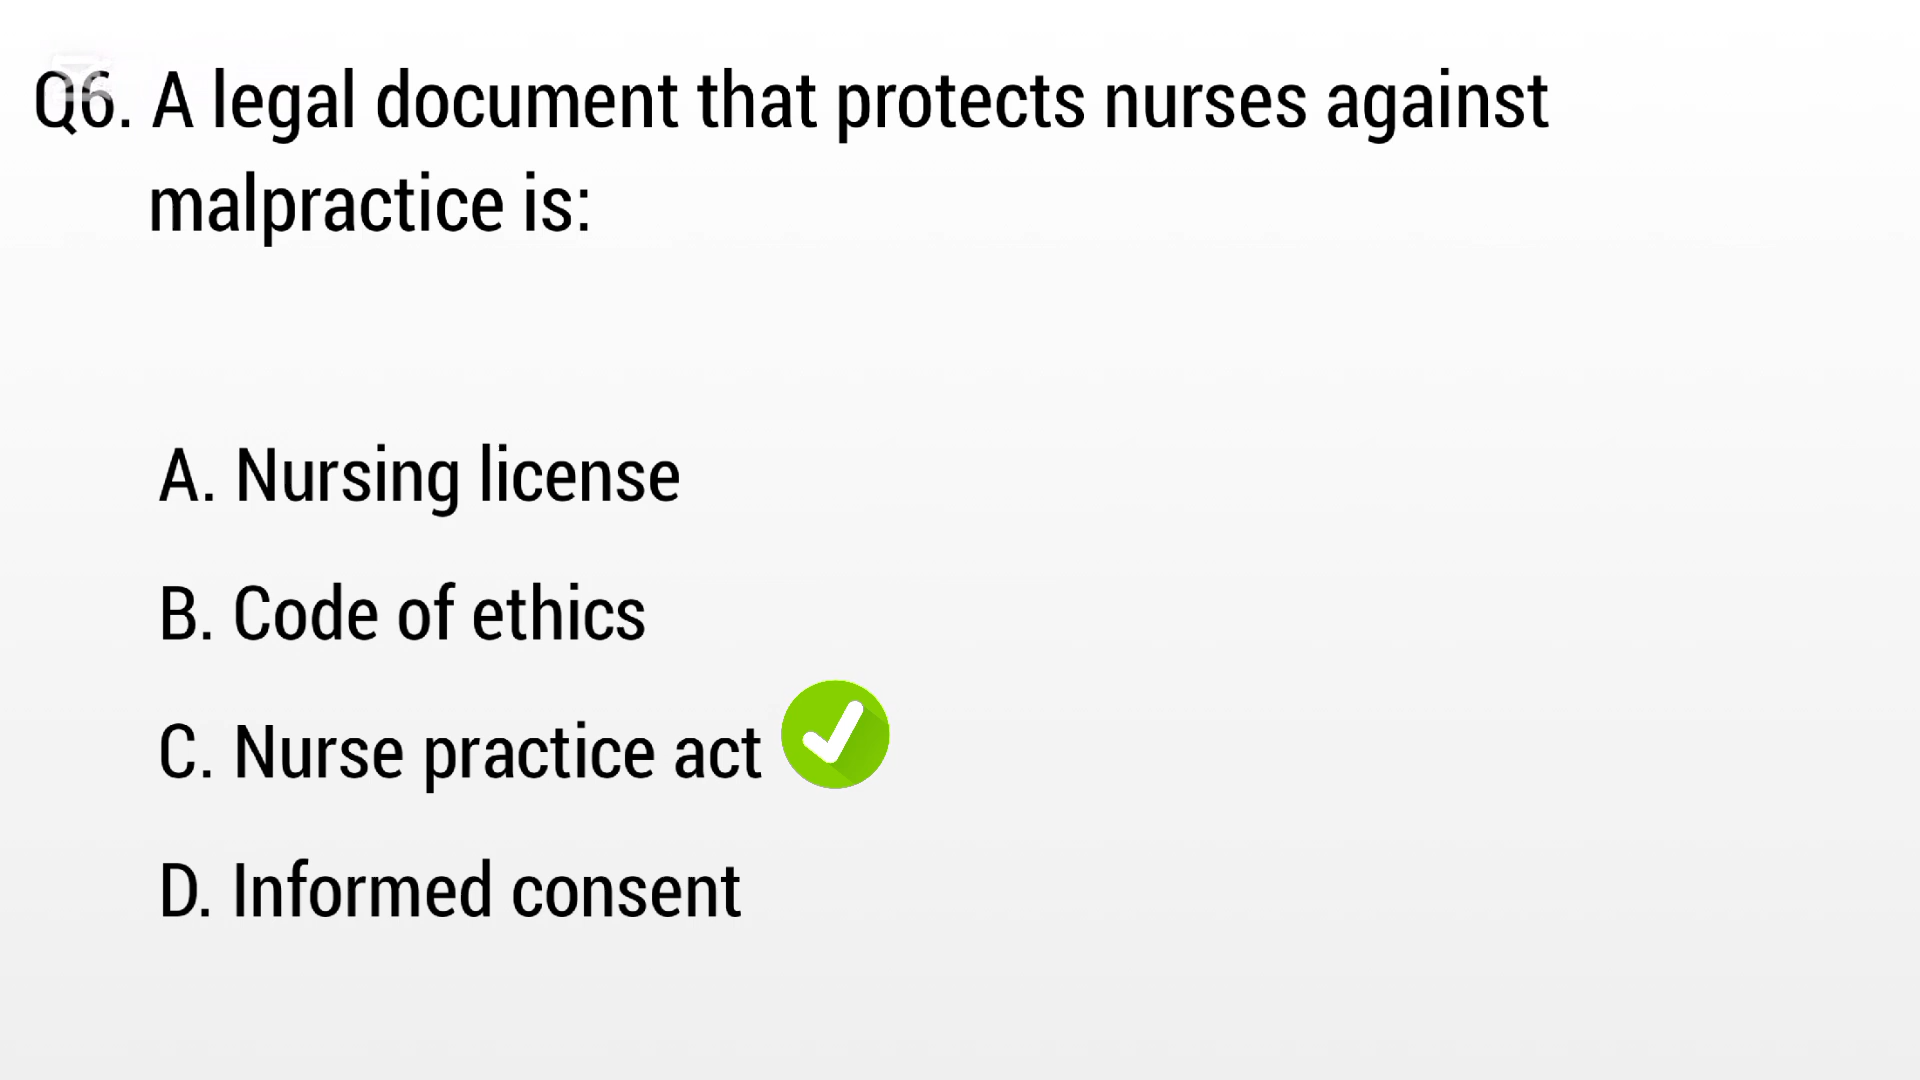 Q6. A legal document that protects nurses against
malpractice is:
A. Nursing license
B. Code of ethics
C. Nurse practice act
D. Informed consent